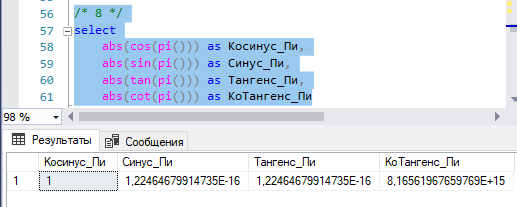 56
57 /* 8 */
select
58 abs(cos(pi())) as Косинус_Пи,
59 abs(sin(pi())) as Синус_Пи,
60 abs(tan(pi())) as Тангенс_Пи,
61 abs(cot(pi())) as КоТангенс_Пи
98 %
Результаты Сообщения
Косинус_Пи Синус_Пи Тангенс_Пи КоТангенс_Пи
1 1 1,22464679914735E-16 1,22464679914735E-16 8,16561967659769E+15